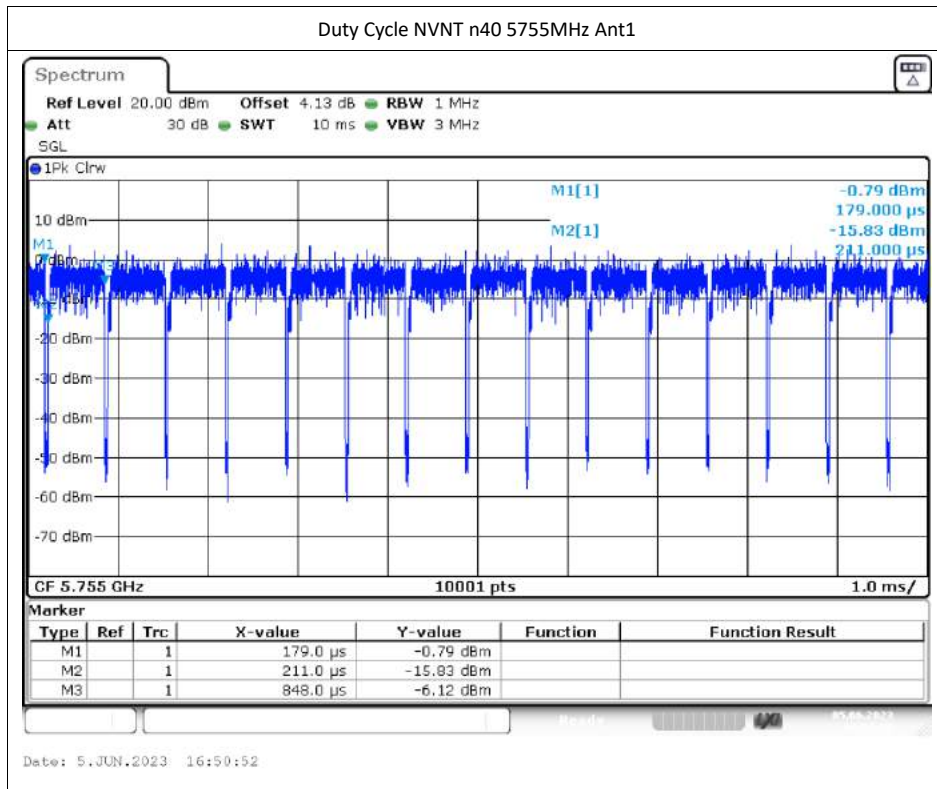 Duty Cycle NVNT n40 5755MHz Ant1
Spectrum
Ref Level 20.00 dBm Offset 4.13 dB RBW 1 MHz
Att 30 dB SWT 10 ms VBW 3 MHz
SGL
1Pk Clrw
M1[1] -0.79 dBm
179.000 µs
10 dBm
M2[1] -15.83 dBm
211.000 µs
M1
0 dBm
-20 dBm
-30 dBm
-40 dBm
-50 dBm
-60 dBm
-70 dBm
CF 5.755 GHz 10001 pts 1.0 ms/
Marker
Type Ref Trc X-value Y-value Function Function Result
M1 1 179.0 µs -0.79 dBm
M2 1 211.0 µs -15.83 dBm
M3 1 848.0 µs -6.12 dBm
Ready
Date: 5.JUN.2023 16:50:52